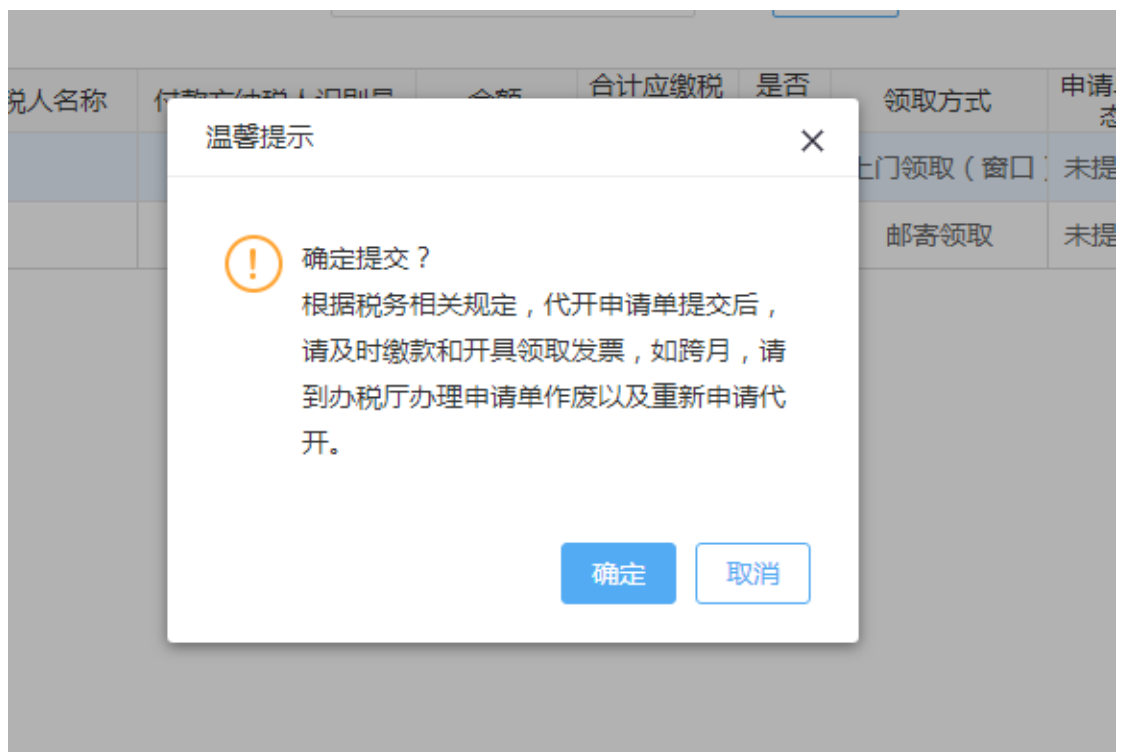 合计应缴税 是否 申请
税人名称 领取方式
温馨提示
上门领取（窗口） 未提
邮寄领取 未提
确定提交？
根据税务相关规定，代开申请单提交后，
请及时缴款和开具领取发票，如跨月，请
到办税厅办理申请单作废以及重新申请代
开。
确定 取消